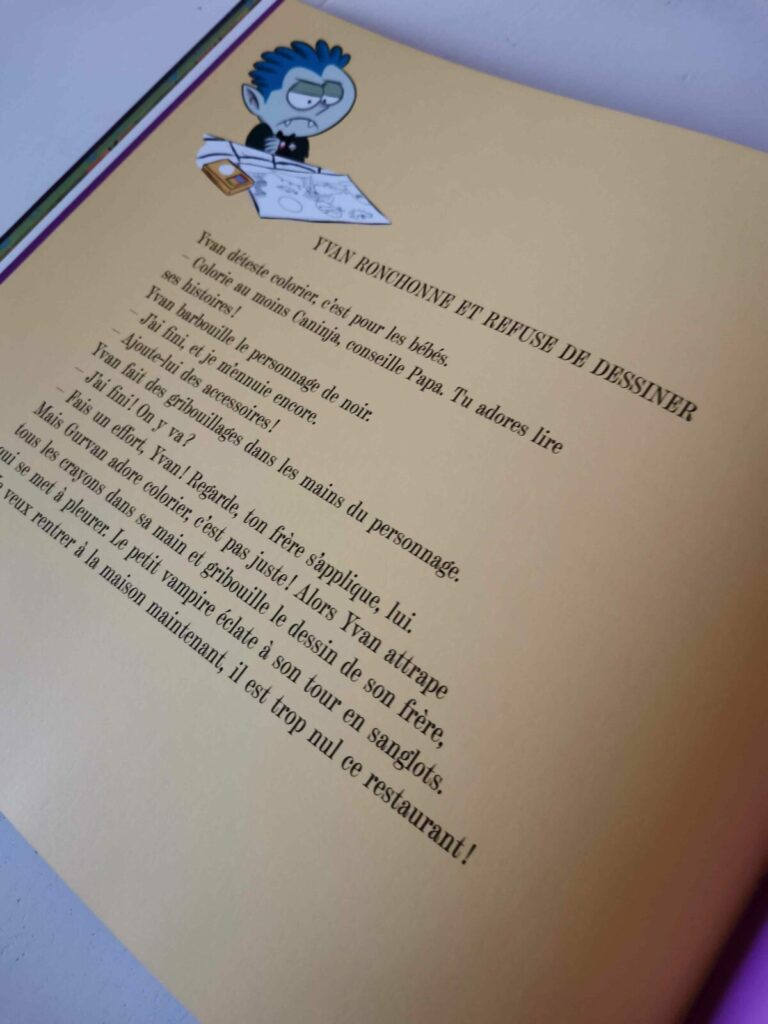 YVAN RONCHONNE ET REFUSE DE DESSINER
Yvan déteste colorier, c'est pour les bébés.
– Colorie au moins Caninja, conseille Papa. Tu adores lire
ses histoires !
Yvan barbouille le personnage de noir.
– J'ai fini, et je m'ennuie encore.
– Ajoute-lui des accessoires !
Yvan fait des gribouillages dans les mains du personnage.
– J'ai fini ! On y va ?
– Fais un effort, Yvan ! Regarde, ton frère s'applique, lui.
Mais Gurvan adore colorier, c'est pas juste ! Alors Yvan attrape
tous les crayons dans sa main et gribouille le dessin de son frère,
qui se met à pleurer. Le petit vampire éclate à son tour en sanglots.
veux rentrer à la maison maintenant, il est trop nul ce restaurant !